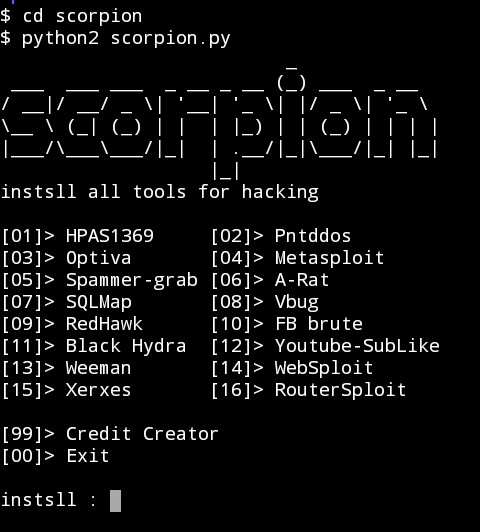 $ cd scorpion
$ python2 scorpion.py
scorpion
instsll all tools for hacking
[01]> HPAS1369 [02]> Pntddos
[03]> Optiva [04]> Metasploit
[05]> Spammer-grab [06]> A-Rat
[07]> SQLMap [08]> Vbug
[09]> RedHawk [10]> FB brute
[11]> Black Hydra [12]> Youtube-SubLike
[13]> Weeman [14]> WebSploit
[15]> Xerxes [16]> RouterSploit
[99]> Credit Creator
[00]> Exit
instsll :